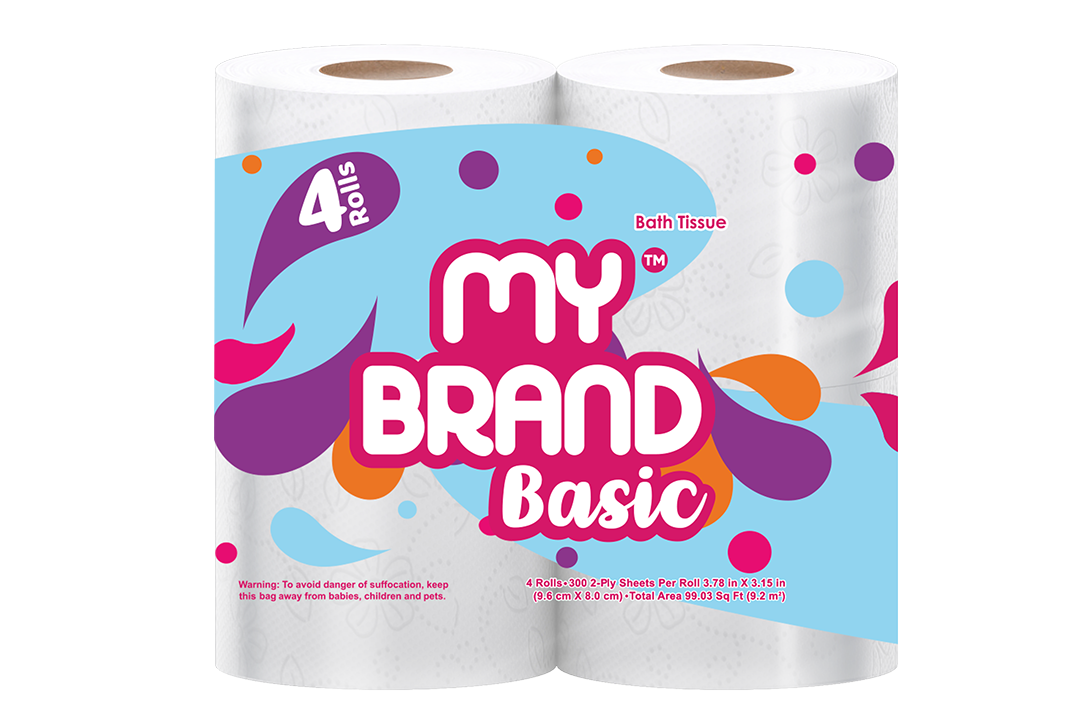 4 Rolls
Bath Tissue
MY TM
BRAND
Basic
Warning: To avoid danger of suffocation, keep
this bag away from babies, children and pets.
4 Rolls•300 2-Ply Sheets Per Roll 3.78 in X 3.15 in
(9.6 cm X 8.0 cm)•Total Area 99.03 Sq Ft (9.2 m²)